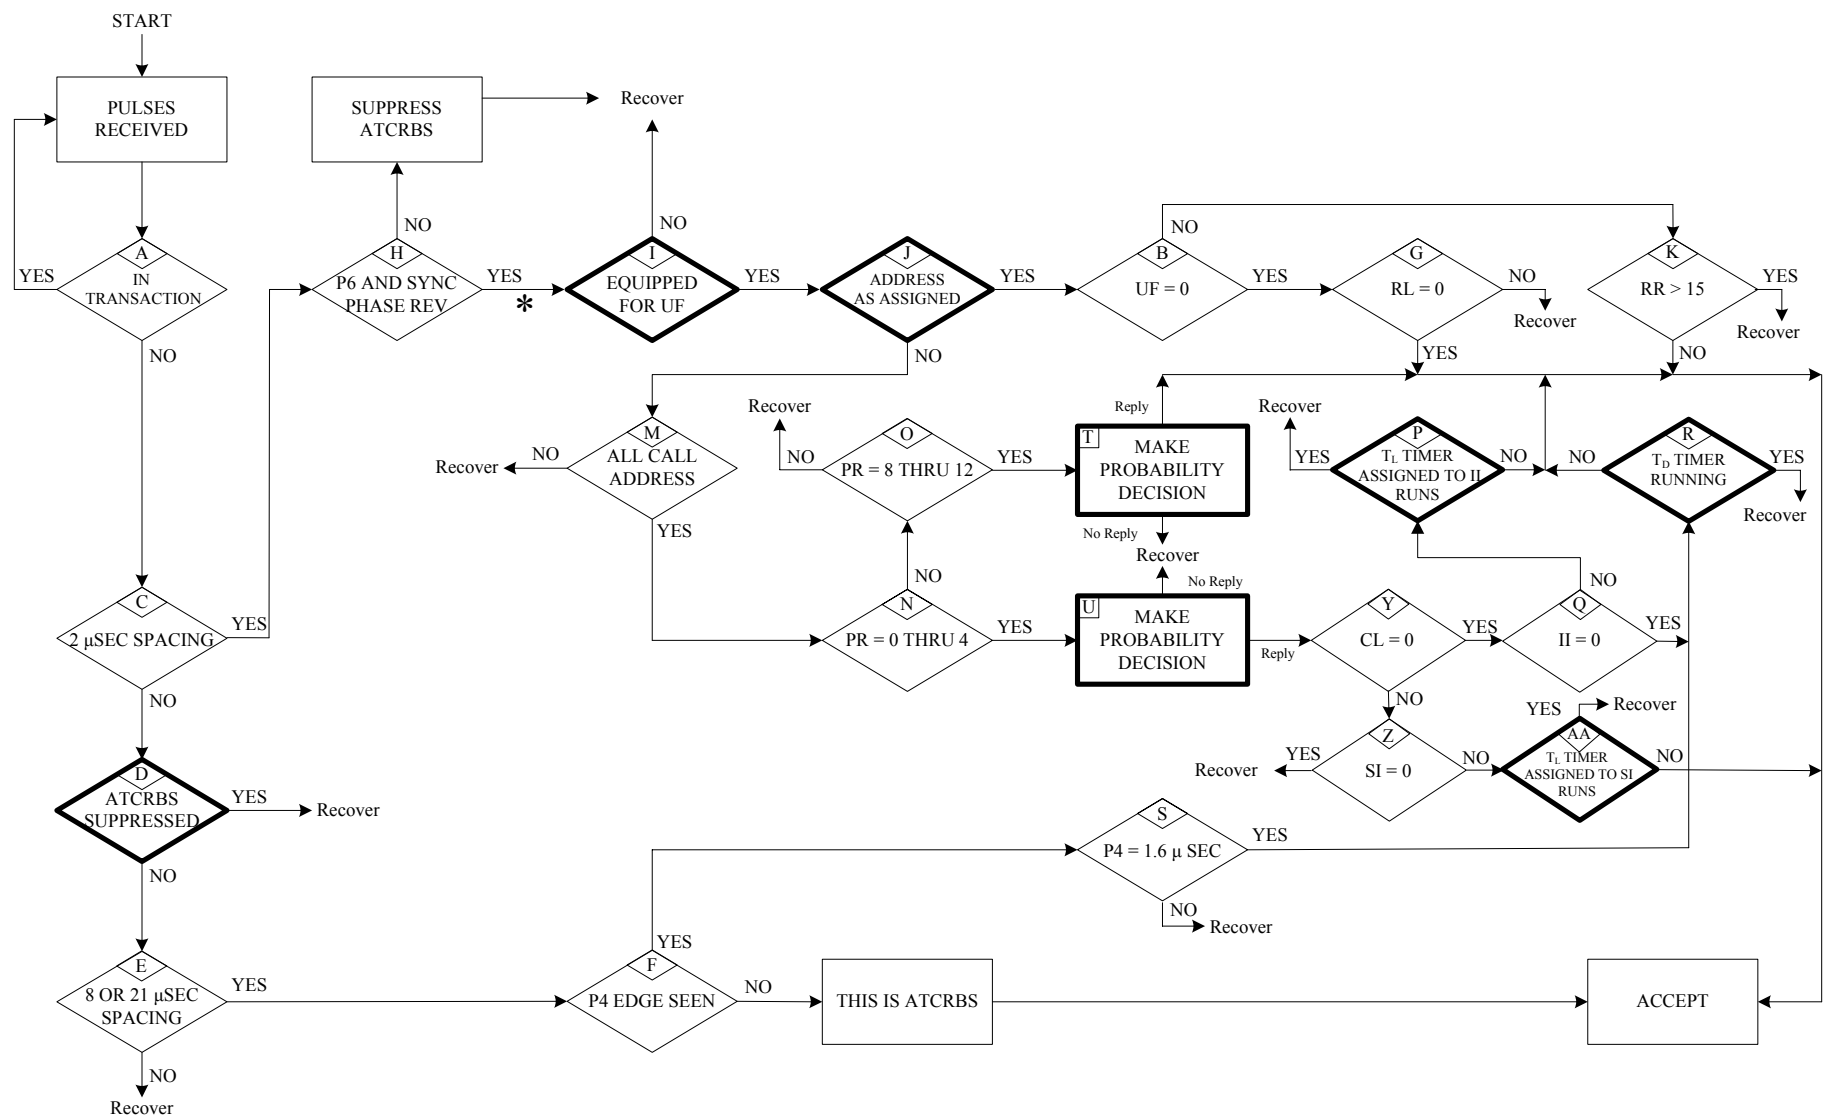 START
PULSES
RECEIVED
SUPPRESS
ATCRBS
Recover
NO
NO
NO
A
IN
TRANSACTION
YES
NO
H
P6 AND SYNC
PHASE REV
YES
*
I
EQUIPPED
FOR UF
YES
J
ADDRESS
AS ASSIGNED
YES
NO
B
UF = 0
YES
G
RL = 0
NO
Recover
YES
K
RR > 15
YES
Recover
NO
M
ALL CALL
ADDRESS
NO
Recover
YES
Recover
O
PR = 8 THRU 12
NO
YES
NO
Reply
T
MAKE
PROBABILITY
DECISION
No Reply
Recover
Recover
P
TL TIMER
ASSIGNED TO II
RUNS
YES
NO
R
TD TIMER
RUNNING
NO
YES
Recover
C
2 µSEC SPACING
YES
NO
N
PR = 0 THRU 4
YES
No Reply
U
MAKE
PROBABILITY
DECISION
Reply
Y
CL = 0
YES
NO
Q
II = 0
NO
YES
D
ATCRBS
SUPPRESSED
YES
Recover
NO
Z
SI = 0
YES
Recover
NO
AA
TL TIMER
ASSIGNED TO SI
RUNS
YES
Recover
NO
S
P4 = 1.6 µ SEC
YES
NO
Recover
E
8 OR 21 µSEC
SPACING
YES
NO
Recover
F
P4 EDGE SEEN
YES
NO
THIS IS ATCRBS
ACCEPT